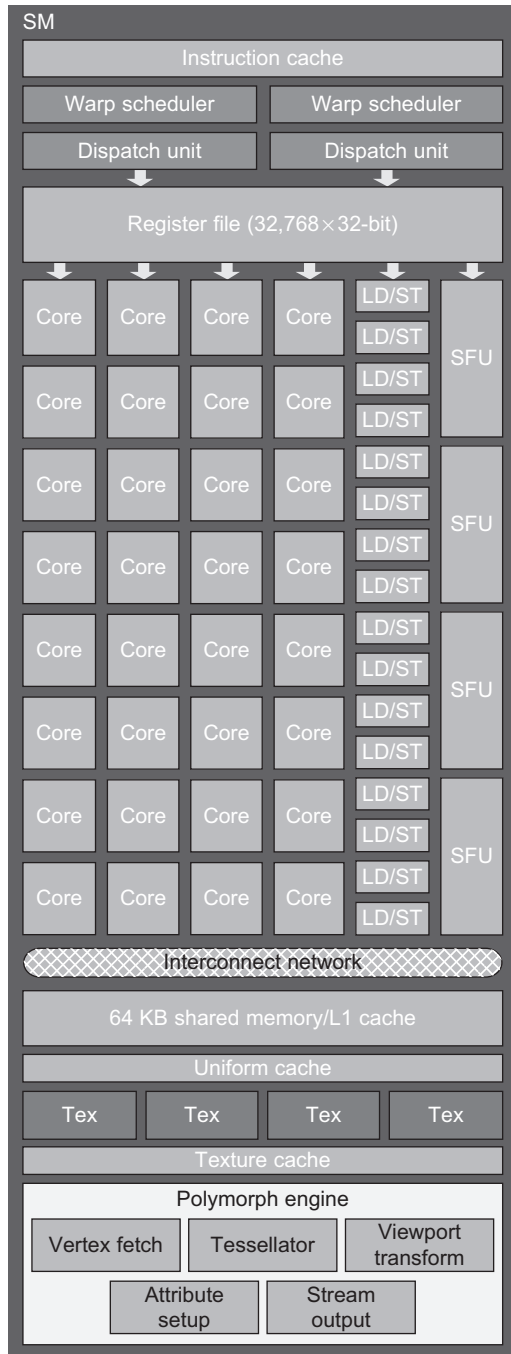 SM
Instruction cache
Warp scheduler Warp scheduler
Dispatch unit Dispatch unit
Register file (32,768×32-bit)
Core Core Core Core LD/ST SFU
LD/ST
Core Core Core Core LD/ST
LD/ST
Core Core Core Core LD/ST SFU
LD/ST
Core Core Core Core LD/ST
LD/ST
Core Core Core Core LD/ST SFU
LD/ST
Core Core Core Core LD/ST
LD/ST
Core Core Core Core LD/ST SFU
LD/ST
Core Core Core Core LD/ST
LD/ST
Interconnect network
64 KB shared memory/L1 cache
Uniform cache
Tex Tex Tex Tex
Texture cache
Polymorph engine
Vertex fetch Tessellator Viewport transform
Attribute setup Stream output